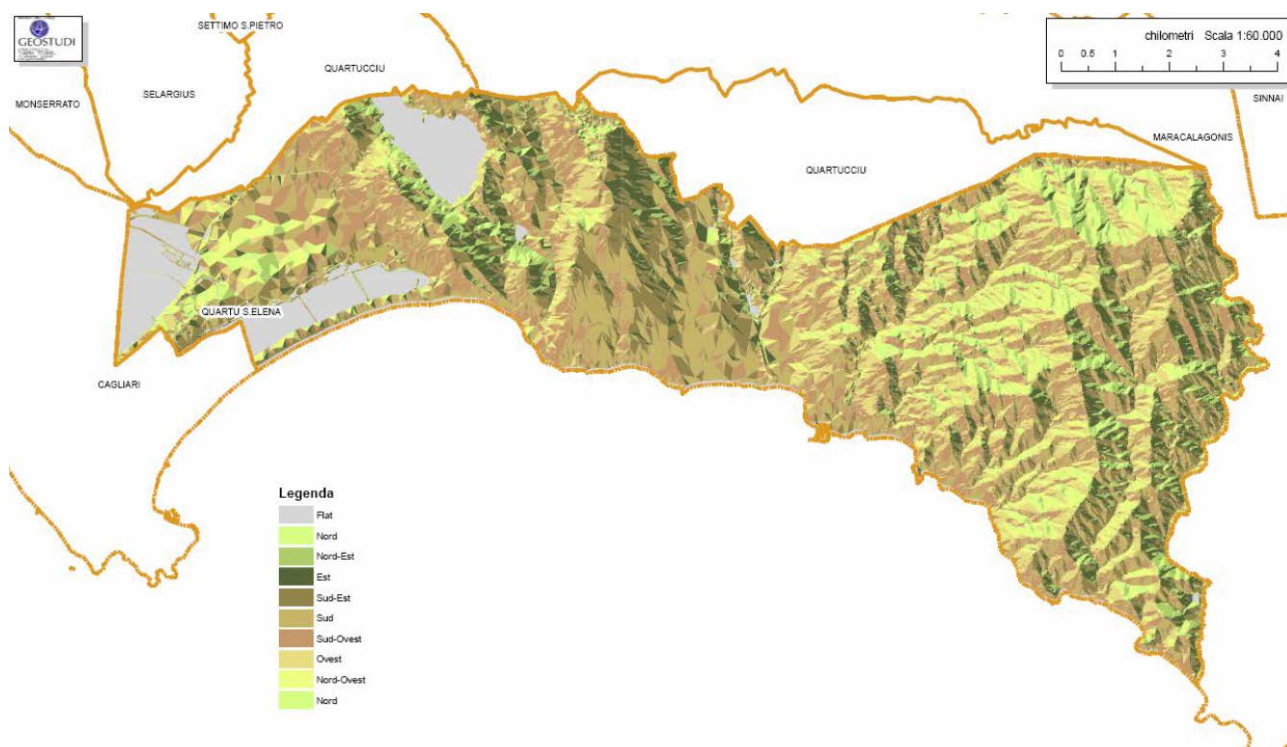 GEOSTUDI
SETTIMO S.PIETRO
chilometri Scala 1:60.000
0 0.5 1 2 3 4
QUARTUCCIU
SELARGIUS
MONSERRATO
SINNAI
MARACALAGONIS
QUARTUCCIU
QUARTU S.ELENA
CAGLIARI
Legenda
Flat
Nord
Nord-Est
Est
Sud-Est
Sud
Sud-Ovest
Ovest
Nord-Ovest
Nord